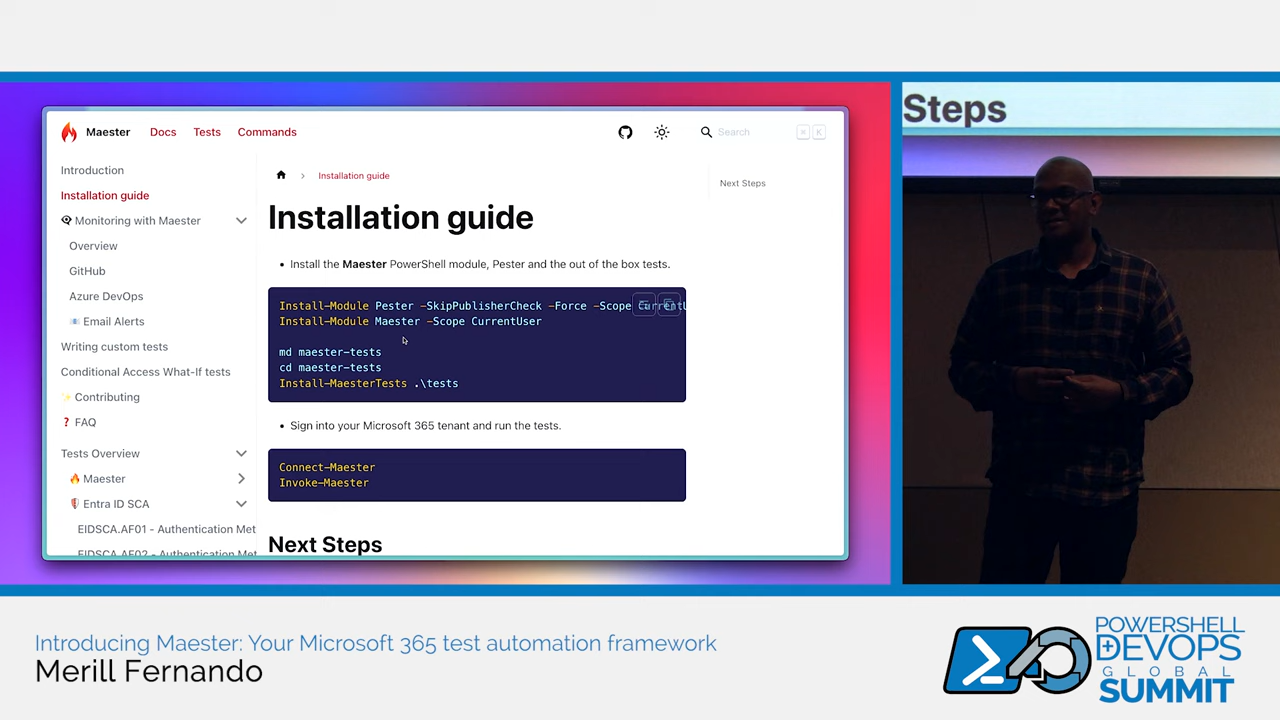 Maester Docs Tests Commands Search K
Introduction
Installation guide
Monitoring with Maester
Overview
GitHub
Azure DevOps
Email Alerts
Writing custom tests
Conditional Access What-If tests
Contributing
FAQ
Tests Overview
Maester
Entra ID SCA
EIDSCA.AF01 - Authentication Met
EIDSCA.AF02 - Authentication Met
Installation guide
Installation guide
• Install the Maester PowerShell module, Pester and the out of the box tests.
Install-Module Pester -SkipPublisherCheck -Force -Scope CurrentU
Install-Module Maester -Scope CurrentUser
md maester-tests
cd maester-tests
Install-MaesterTests .\tests
• Sign into your Microsoft 365 tenant and run the tests.
Connect-Maester
Invoke-Maester
Next Steps
Next Steps
Steps
Introducing Maester: Your Microsoft 365 test automation framework
Merill Fernando
POWERSHELL
DEVOPS
GLOBAL
SUMMIT